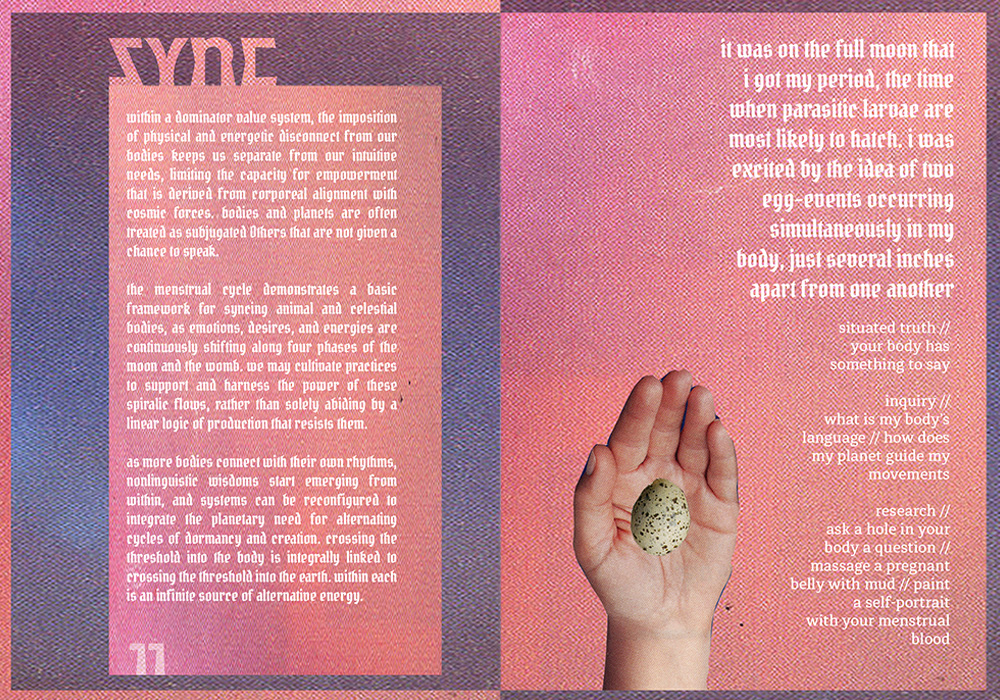 SYNC
within a dominator value system, the imposition
of physical and energetic disconnect from our
bodies keeps us separate from our intuitive
needs, limiting the capacity for empowerment
that is derived from corporeal alignment with
cosmic forces. bodies and planets are often
treated as subjugated Others that are not given a
chance to speak.
the menstrual cycle demonstrates a basic
framework for syncing animal and celestial
bodies, as emotions, desires, and energies are
continuously shifting along four phases of the
moon and the womb. we may cultivate practices
to support and harness the power of these
spiralic flows, rather than solely abiding by a
linear logic of production that resists them.
as more bodies connect with their own rhythms,
nonlinguistic wisdoms start emerging from
within, and systems can be reconfigured to
integrate the planetary need for alternating
cycles of dormancy and creation. crossing the
threshold into the body is integrally linked to
crossing the threshold into the earth. within each
is an infinite source of alternative energy.
11
it was on the full moon that
i got my period, the time
when parasitic larvae are
most likely to hatch. i was
excited by the idea of two
egg-events occurring
simultaneously in my
body, just several inches
apart from one another
situated truth //
your body has
something to say
inquiry //
what is my body's
language // how does
my planet guide my
movements
research //
ask a hole in your
body a question //
massage a pregnant
belly with mud // paint
a self-portrait
with your menstrual
blood